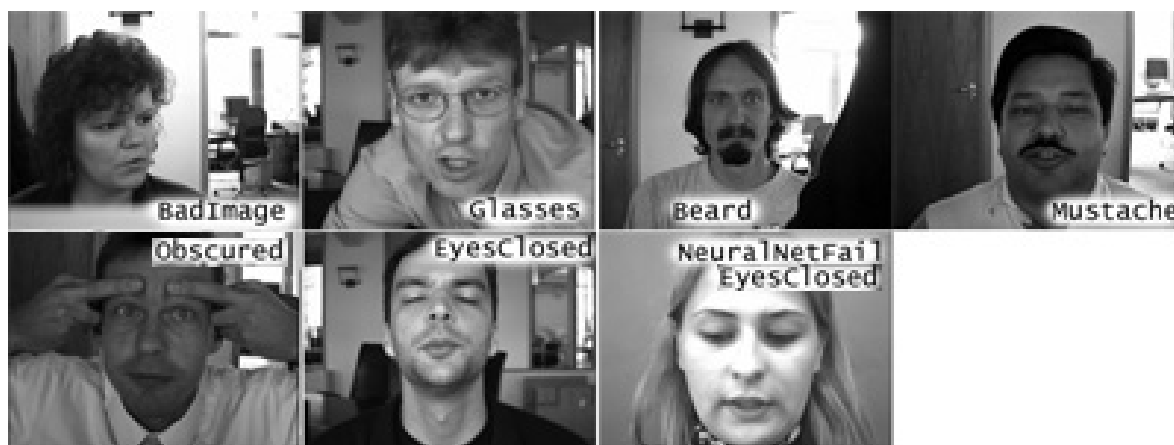 BadImage
Glasses
Beard
Mustache
Obscured
EyesClosed
NeuralNetFail
EyesClosed